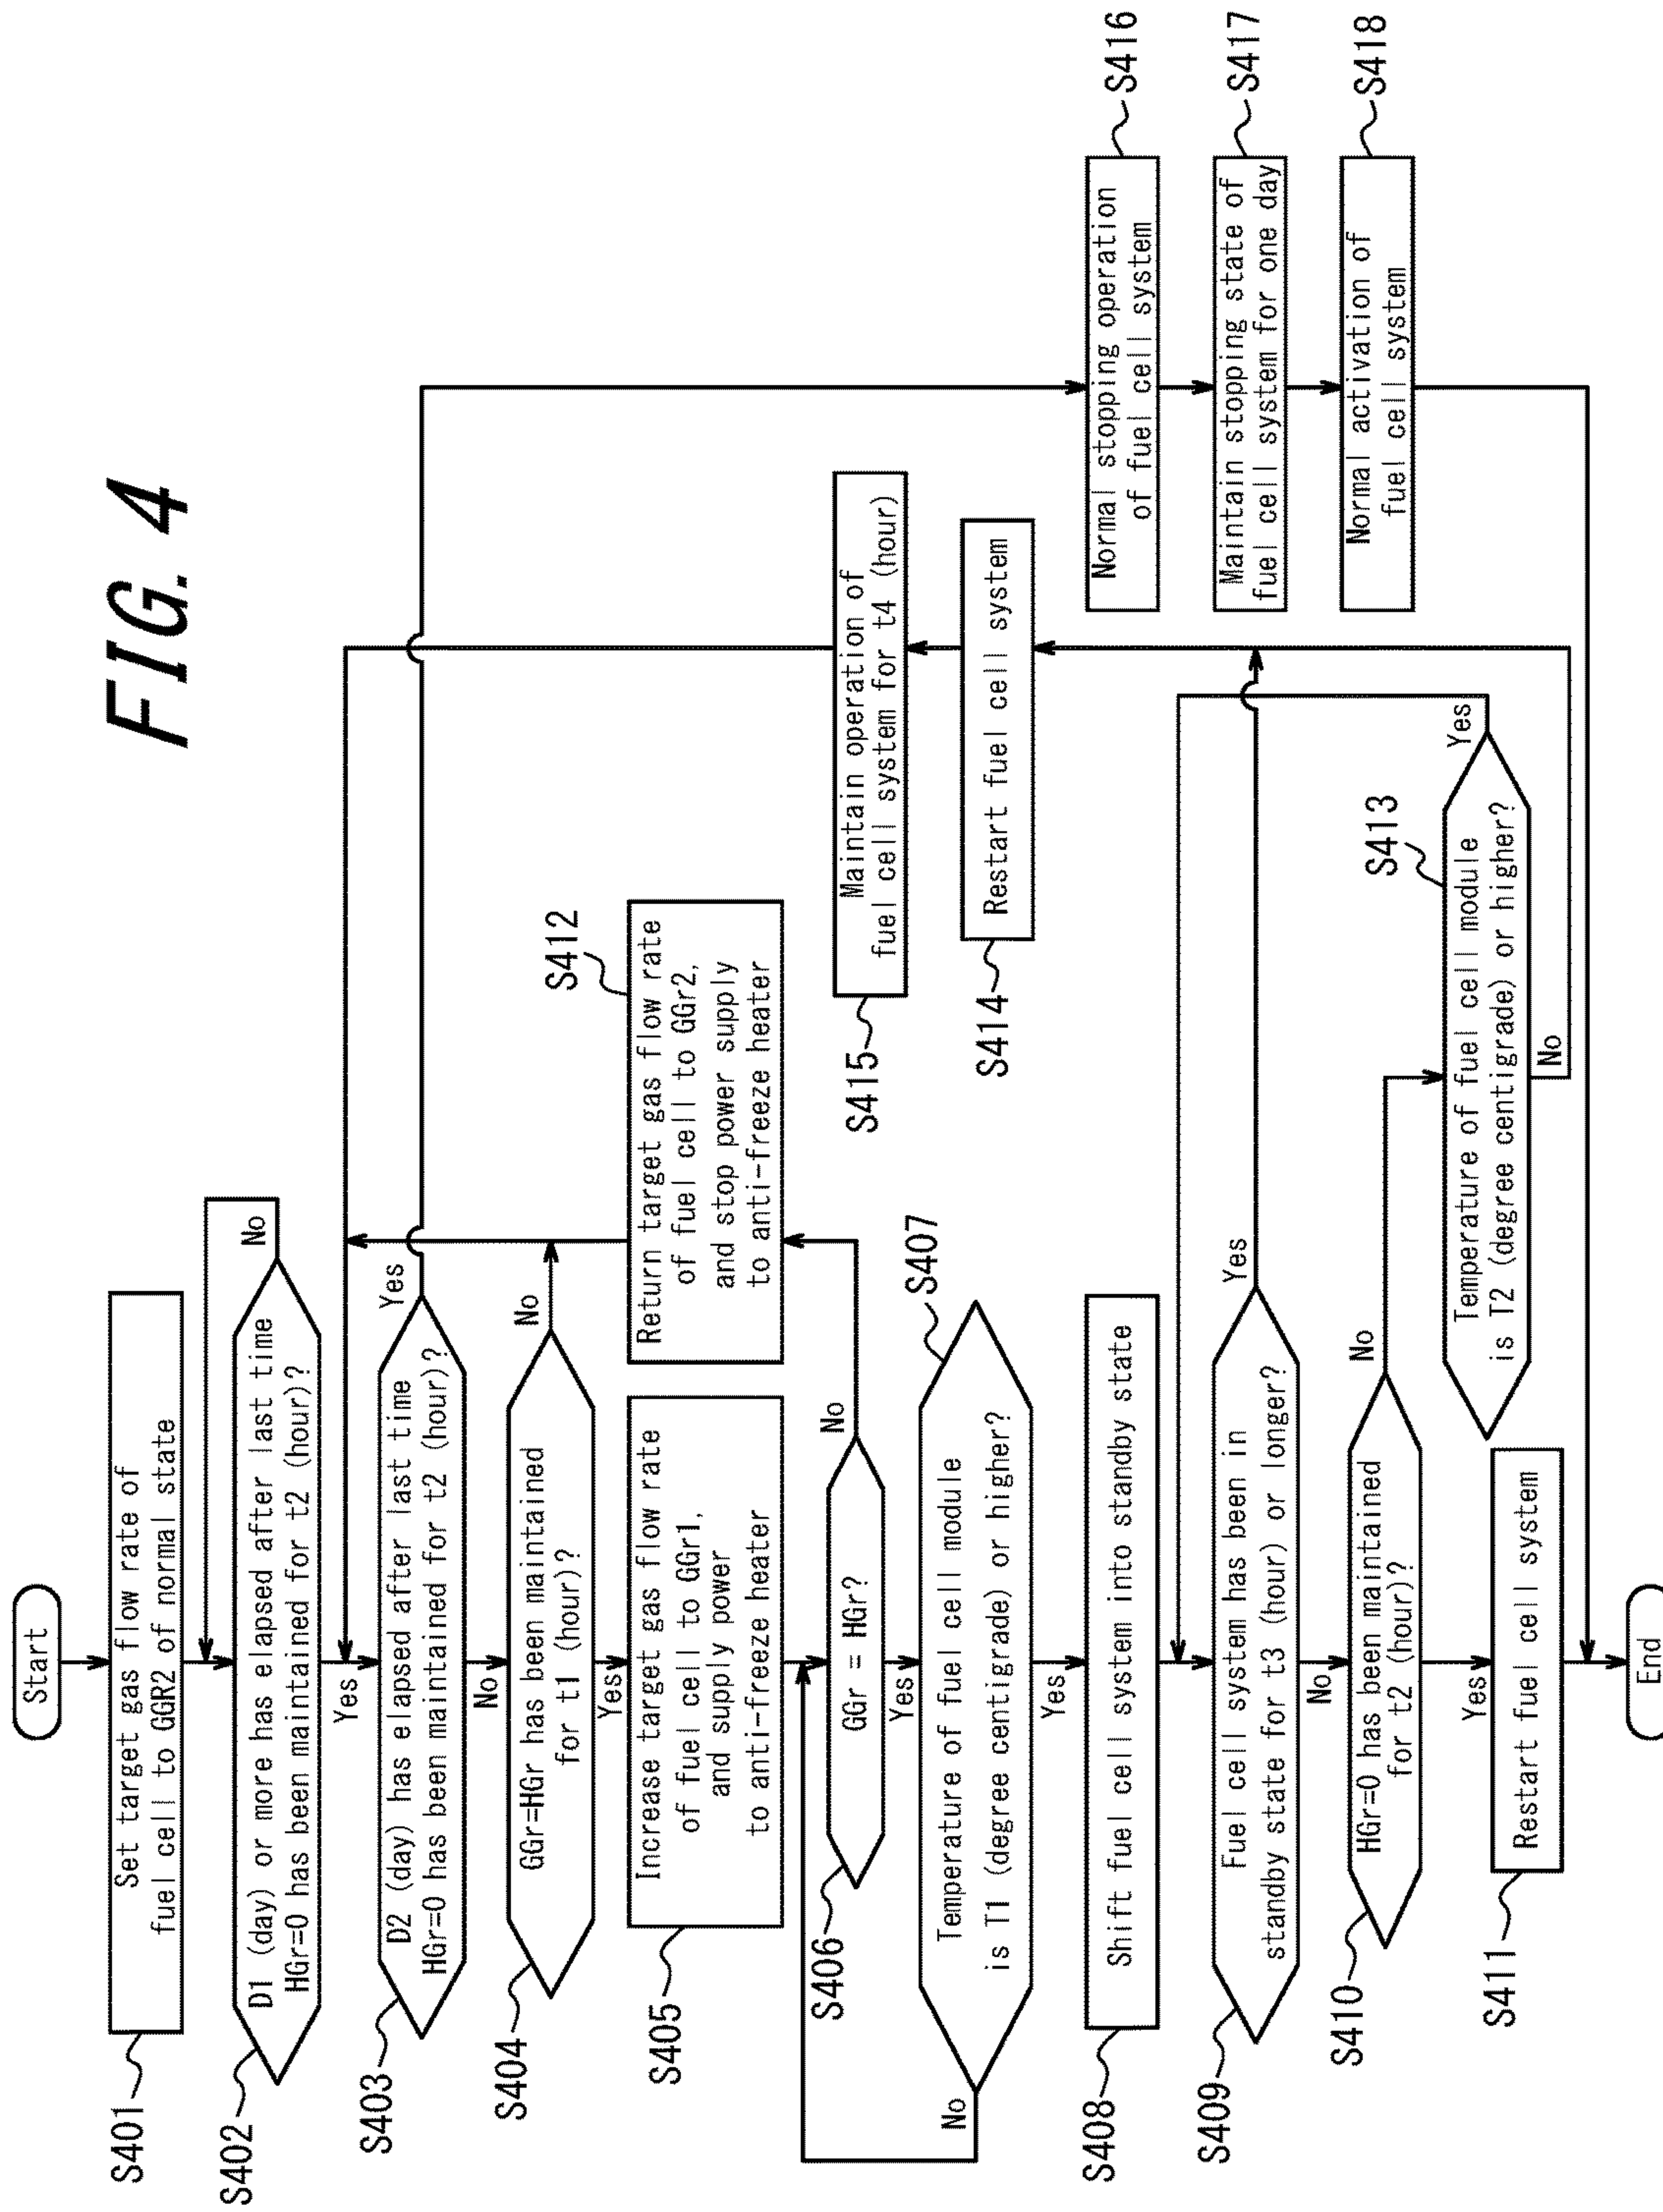 FIG. 4
Start
S401
Set target gas flow rate of
fuel cell to GGR2 of normal state
S402
D1 (day) or more has elapsed after last time
HGr=0 has been maintained for t2 (hour)?
No
Yes
S403
D2 (day) has elapsed after last time
HGr=0 has been maintained for t2 (hour)?
Yes
No
S404
GGr=HGr has been maintained
for t1 (hour)?
No
Yes
S405
Increase target gas flow rate
of fuel cell to GGr1,
and supply power
to anti-freeze heater
S412
Return target gas flow rate
of fuel cell to GGr2,
and stop power supply
to anti-freeze heater
S406
GGr = HGr?
No
Yes
S407
Temperature of fuel cell module
is T1 (degree centigrade) or higher?
No
Yes
S408
Shift fuel cell system into standby state
S409
Fuel cell system has been in
standby state for t3 (hour) or longer?
Yes
No
S410
HGr=0 has been maintained
for t2 (hour)?
No
Yes
S411
Restart fuel cell system
End
S413
Temperature of fuel cell module
is T2 (degree centigrade) or higher?
Yes
No
S415
Maintain operation of
fuel cell system for t4 (hour)
S414
Restart fuel cell system
Normal stopping operation
of fuel cell system
S416
Maintain stopping state of
fuel cell system for one day
S417
Normal activation of
fuel cell system
S418